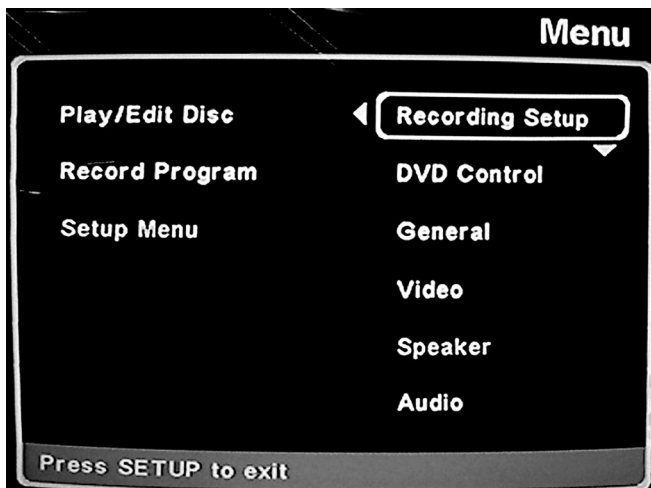 Menu
Play/Edit Disc
Record Program
Setup Menu
Recording Setup
DVD Control
General
Video
Speaker
Audio
Press SETUP to exit